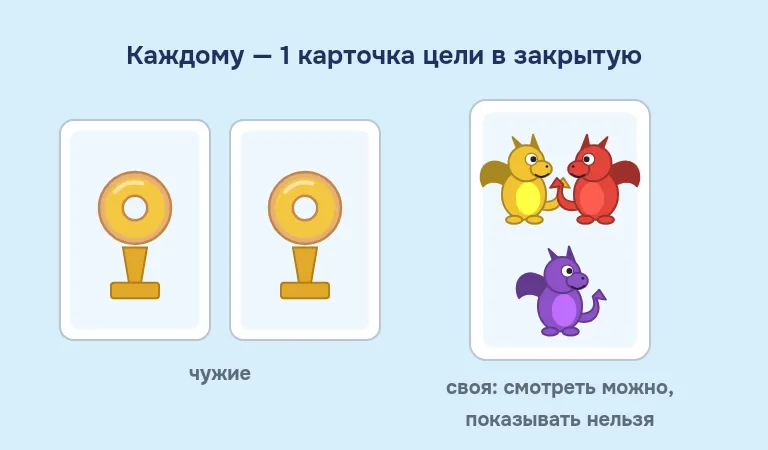 Каждому — 1 карточка цели в закрытую
чужие
своя: смотреть можно,
показывать нельзя